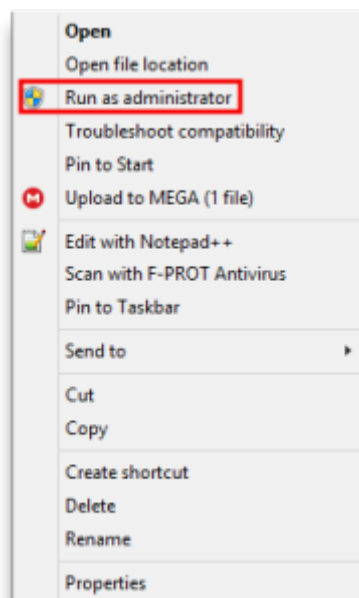 Open
Open file location
Run as administrator
Troubleshoot compatibility
Pin to Start
Upload to MEGA (1 file)
Edit with Notepad++
Scan with F-PROT Antivirus
Pin to Taskbar
Send to
Cut
Copy
Create shortcut
Delete
Rename
Properties